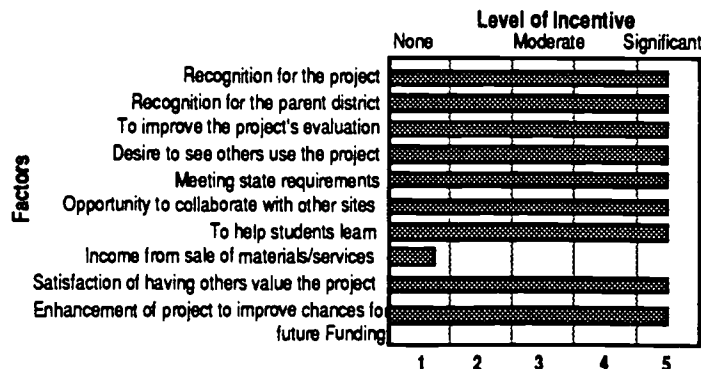 Level of Incentive
None Moderate Significant
Factors
Recognition for the project
Recognition for the parent district
To improve the project's evaluation
Desire to see others use the project
Meeting state requirements
Opportunity to collaborate with other sites
To help students learn
Income from sale of materials/services
Satisfaction of having others value the project
Enhancement of project to improve chances for
future Funding
1 2 3 4 5